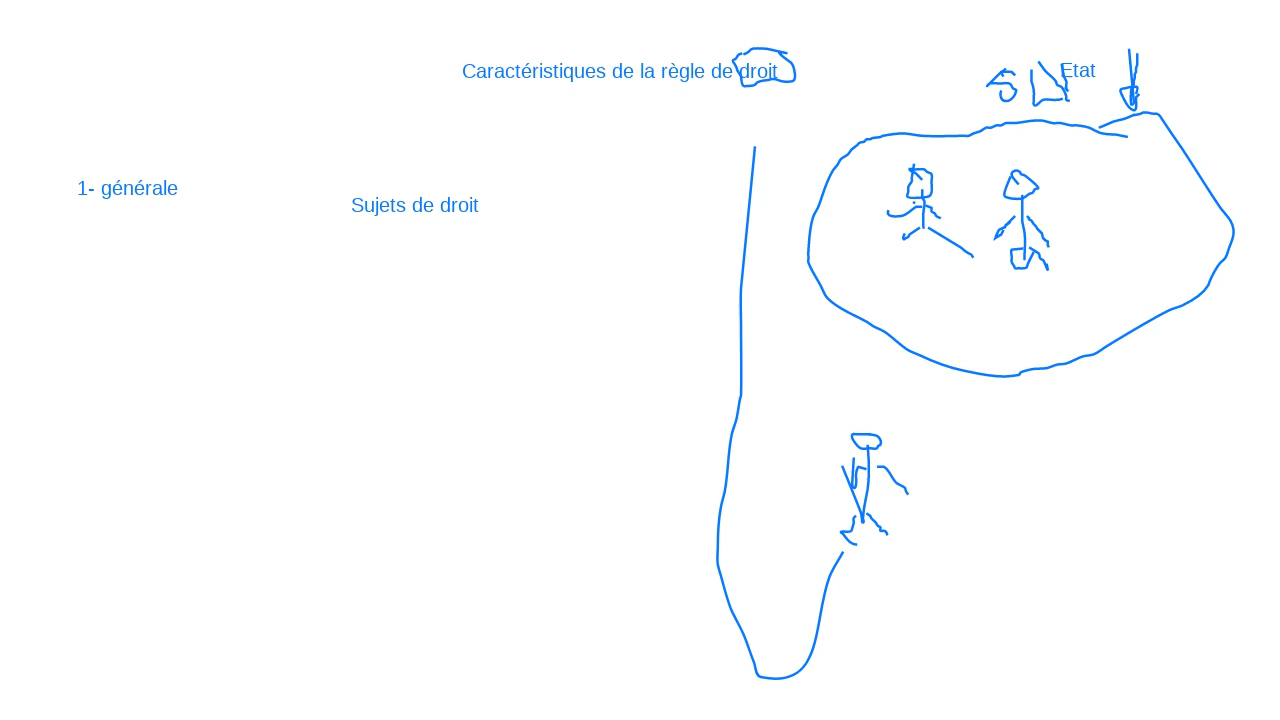 Caractéristiques de la règle de droit
Etat
1- générale
Sujets de droit